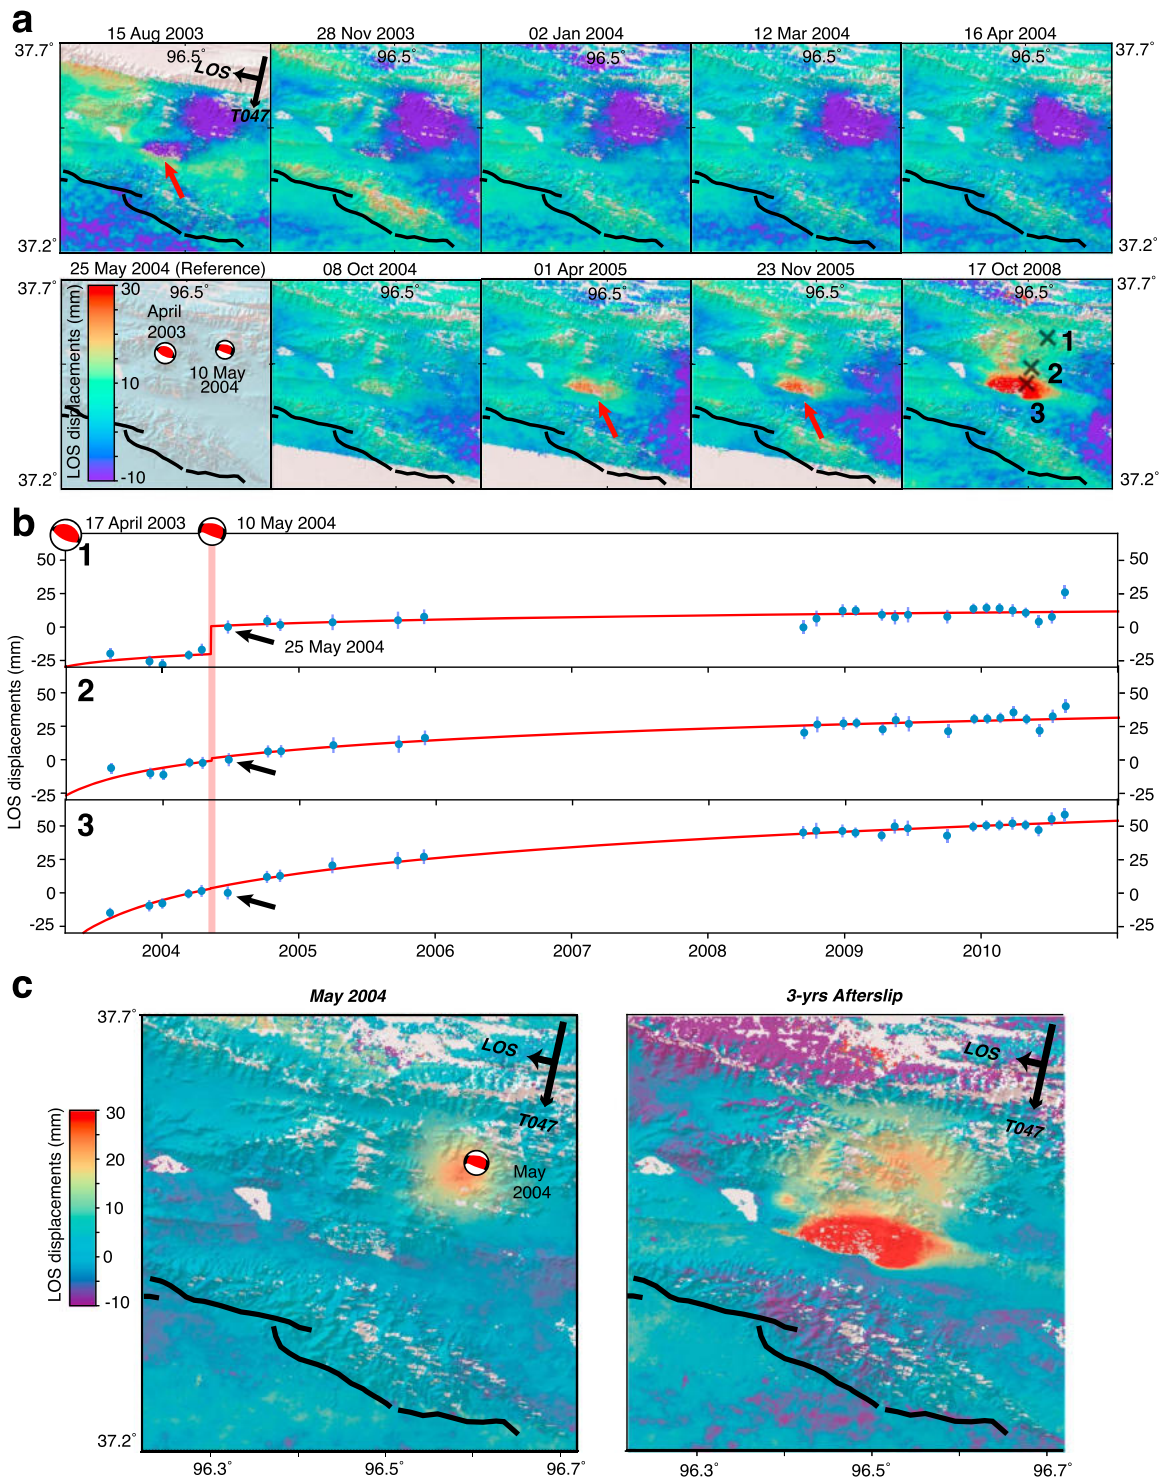 a
15 Aug 2003
28 Nov 2003
02 Jan 2004
12 Mar 2004
16 Apr 2004
37.7°
96.5°
96.5°
96.5°
96.5°
96.5°
37.7°
LOS
T047
37.2°
37.2°
25 May 2004 (Reference)
08 Oct 2004
01 Apr 2005
23 Nov 2005
17 Oct 2008
37.7°
96.5°
96.5°
96.5°
96.5°
96.5°
37.7°
LOS displacements (mm)
30
10
-10
April
2003
10 May
2004
1
2
3
37.2°
37.2°
b
17 April 2003
10 May 2004
LOS displacements (mm)
1
50
25
0
-25
50
25
0
-25
25 May 2004
2
50
25
0
-25
50
25
0
-25
3
50
25
0
-25
50
25
0
-25
2004
2005
2006
2007
2008
2009
2010
c
May 2004
3-yrs Afterslip
37.7°
LOS
T047
LOS
T047
May
2004
LOS displacements (mm)
30
20
10
0
-10
37.2°
96.3°
96.5°
96.7°
96.3°
96.5°
96.7°